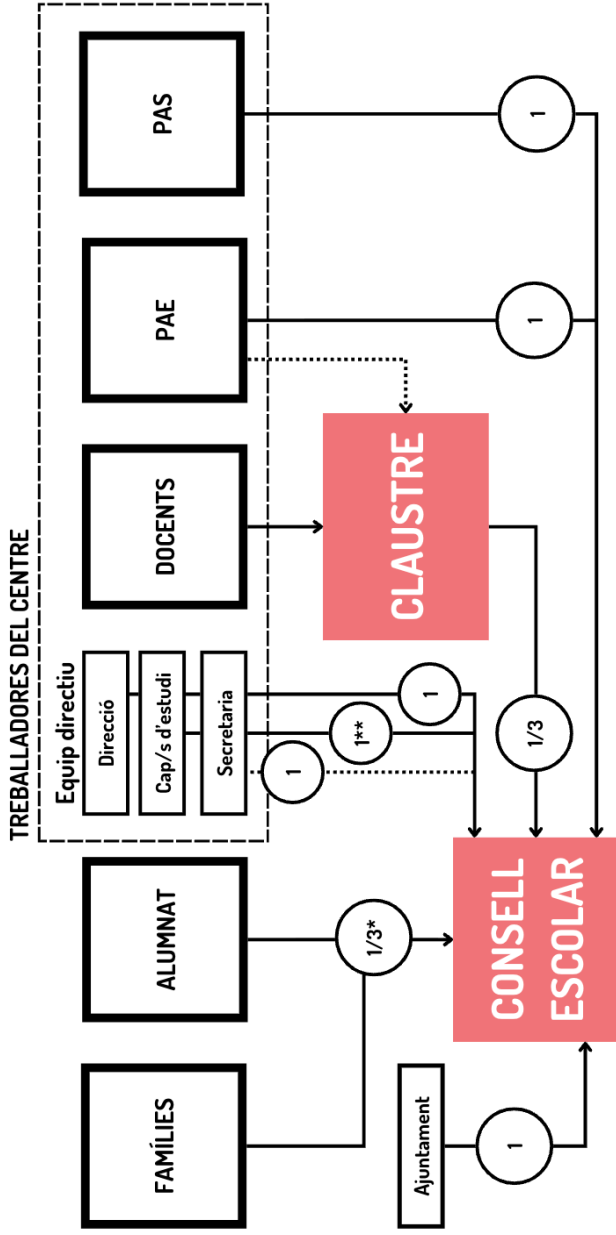 TREBALLADORES DEL CENTRE
FAMÍLIES
ALUMNAT
Equip directiu
Direcció
Cap/s d'estudi
Secretaria
DOCENTS
PAE
PAS
1
1**
1
1/3*
CLAUSTRE
1
1
1/3
Ajuntament
1
CONSELL
ESCOLAR